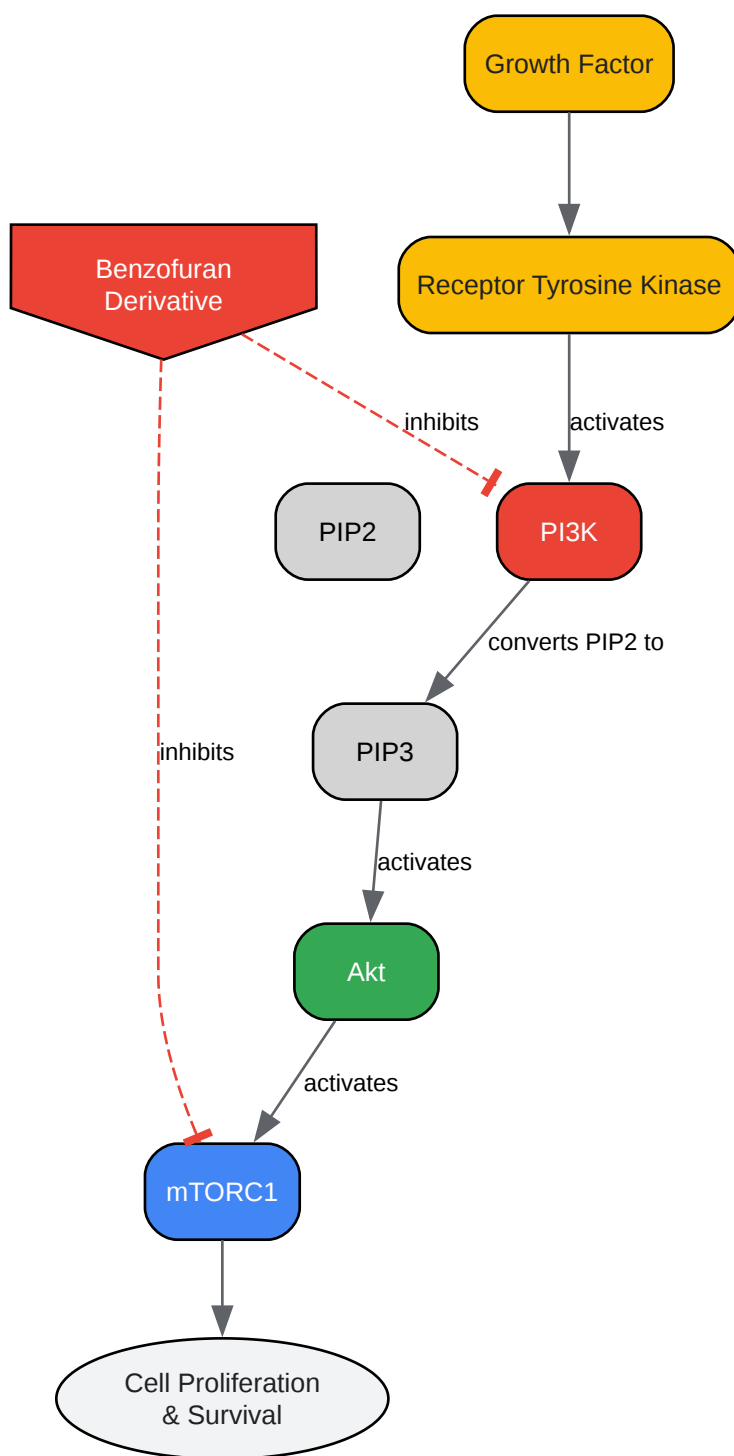 Growth Factor
Benzofuran
Derivative
Receptor Tyrosine Kinase
inhibits
activates
PIP2
PI3K
converts PIP2 to
PIP3
inhibits
activates
Akt
activates
mTORC1
Cell Proliferation
& Survival